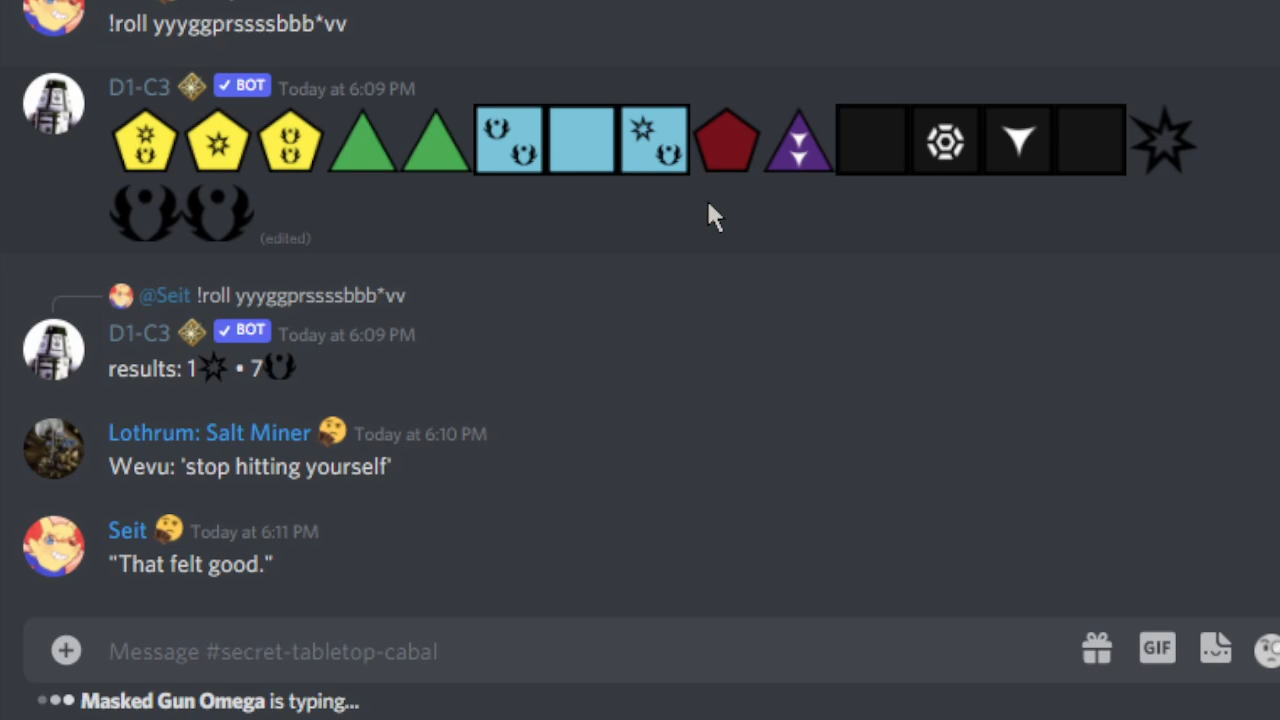 !roll yyyggprssssbbb*vv
D1-C3 ✓ BOT Today at 6:09 PM
(edited)
@Seit !roll yyyggprssssbbb*vv
D1-C3 ✓ BOT Today at 6:09 PM
results: 1 • 7
Lothrum: Salt Miner 🤔 Today at 6:10 PM
Wevu: 'stop hitting yourself'
Seit 🤔 Today at 6:11 PM
"That felt good."
Message #secret-tabletop-cabal
GIF
Masked Gun Omega is typing...